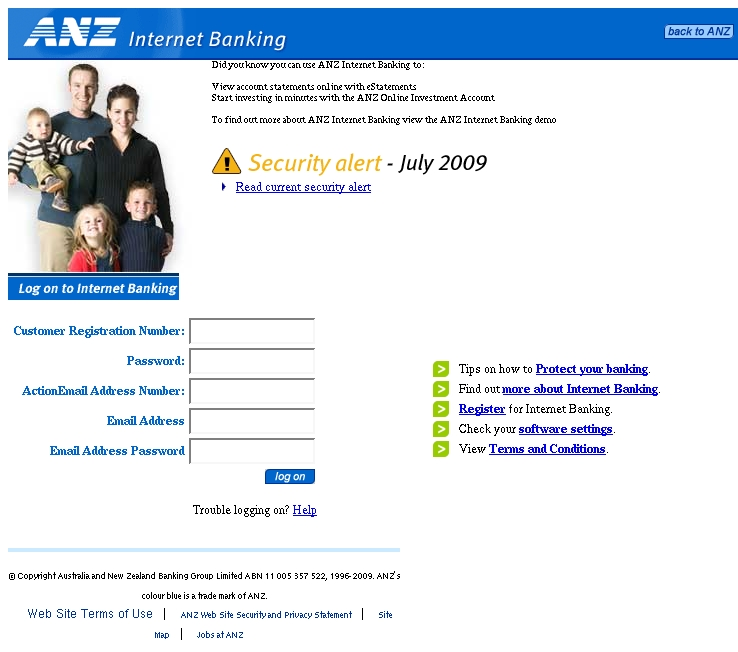 ANZ Internet Banking
back to ANZ
Did you know you can use ANZ Internet Banking to:
View account statements online with eStatements
Start investing in minutes with the ANZ Online Investment Account
To find out more about ANZ Internet Banking view the ANZ Internet Banking demo
Security alert - July 2009
Read current security alert
Log on to Internet Banking
Customer Registration Number:
Password:
ActionEmail Address Number:
Email Address
Email Address Password
log on
Trouble logging on? Help
Tips on how to Protect your banking.
Find out more about Internet Banking.
Register for Internet Banking.
Check your software settings.
View Terms and Conditions.
© Copyright Australia and New Zealand Banking Group Limited ABN 11 005 357 522, 1996-2009. ANZ's
colour blue is a trade mark of ANZ.
Web Site Terms of Use | ANZ Web Site Security and Privacy Statement | Site
Map | Jobs at ANZ